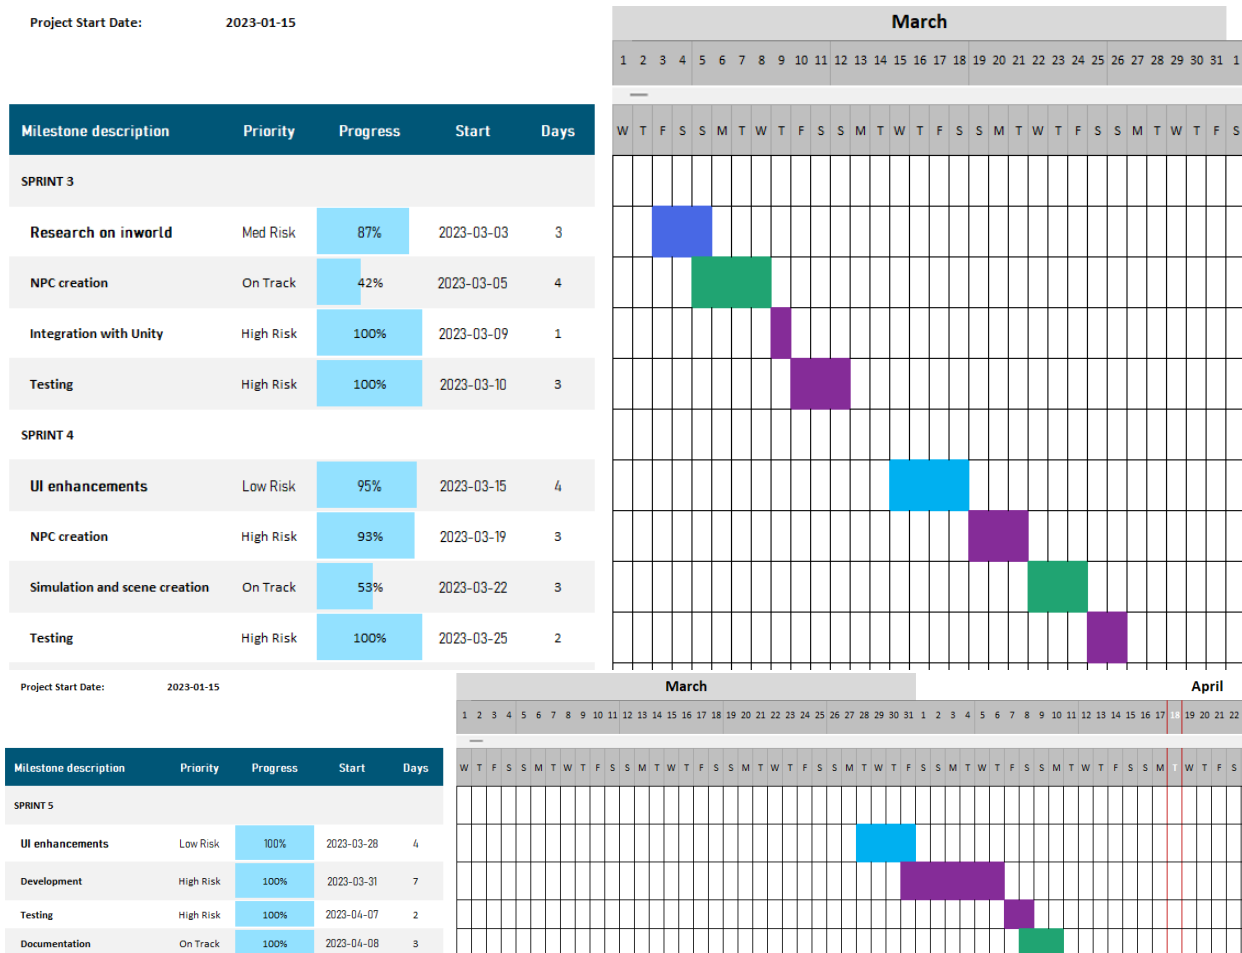 Project Start Date: 2023-01-15 March
1 2 3 4 5 6 7 8 9 10 11 12 13 14 15 16 17 18 19 20 21 22 23 24 25 26 27 28 29 30 31 1
Milestone description Priority Progress Start Days W T F S S M T W T F S S M T W T F S S M T W T F S S M T W T F S
SPRINT 3
Research on inworld Med Risk 87% 2023-03-03 3
NPC creation On Track 42% 2023-03-05 4
Integration with Unity High Risk 100% 2023-03-09 1
Testing High Risk 100% 2023-03-10 3
SPRINT 4
UI enhancements Low Risk 95% 2023-03-15 4
NPC creation High Risk 93% 2023-03-19 3
Simulation and scene creation On Track 53% 2023-03-22 3
Testing High Risk 100% 2023-03-25 2
Project Start Date: 2023-01-15 March April
1 2 3 4 5 6 7 8 9 10 11 12 13 14 15 16 17 18 19 20 21 22 23 24 25 26 27 28 29 30 31 1 2 3 4 5 6 7 8 9 10 11 12 13 14 15 16 17 18 19 20 21 22
Milestone description Priority Progress Start Days W T F S S M T W T F S S M T W T F S S M T W T F S S M T W T F S S M T W T F S S M T W T F S S M T W T F S
SPRINT 5
UI enhancements Low Risk 100% 2023-03-28 4
Development High Risk 100% 2023-03-31 7
Testing High Risk 100% 2023-04-07 2
Documentation On Track 100% 2023-04-08 3